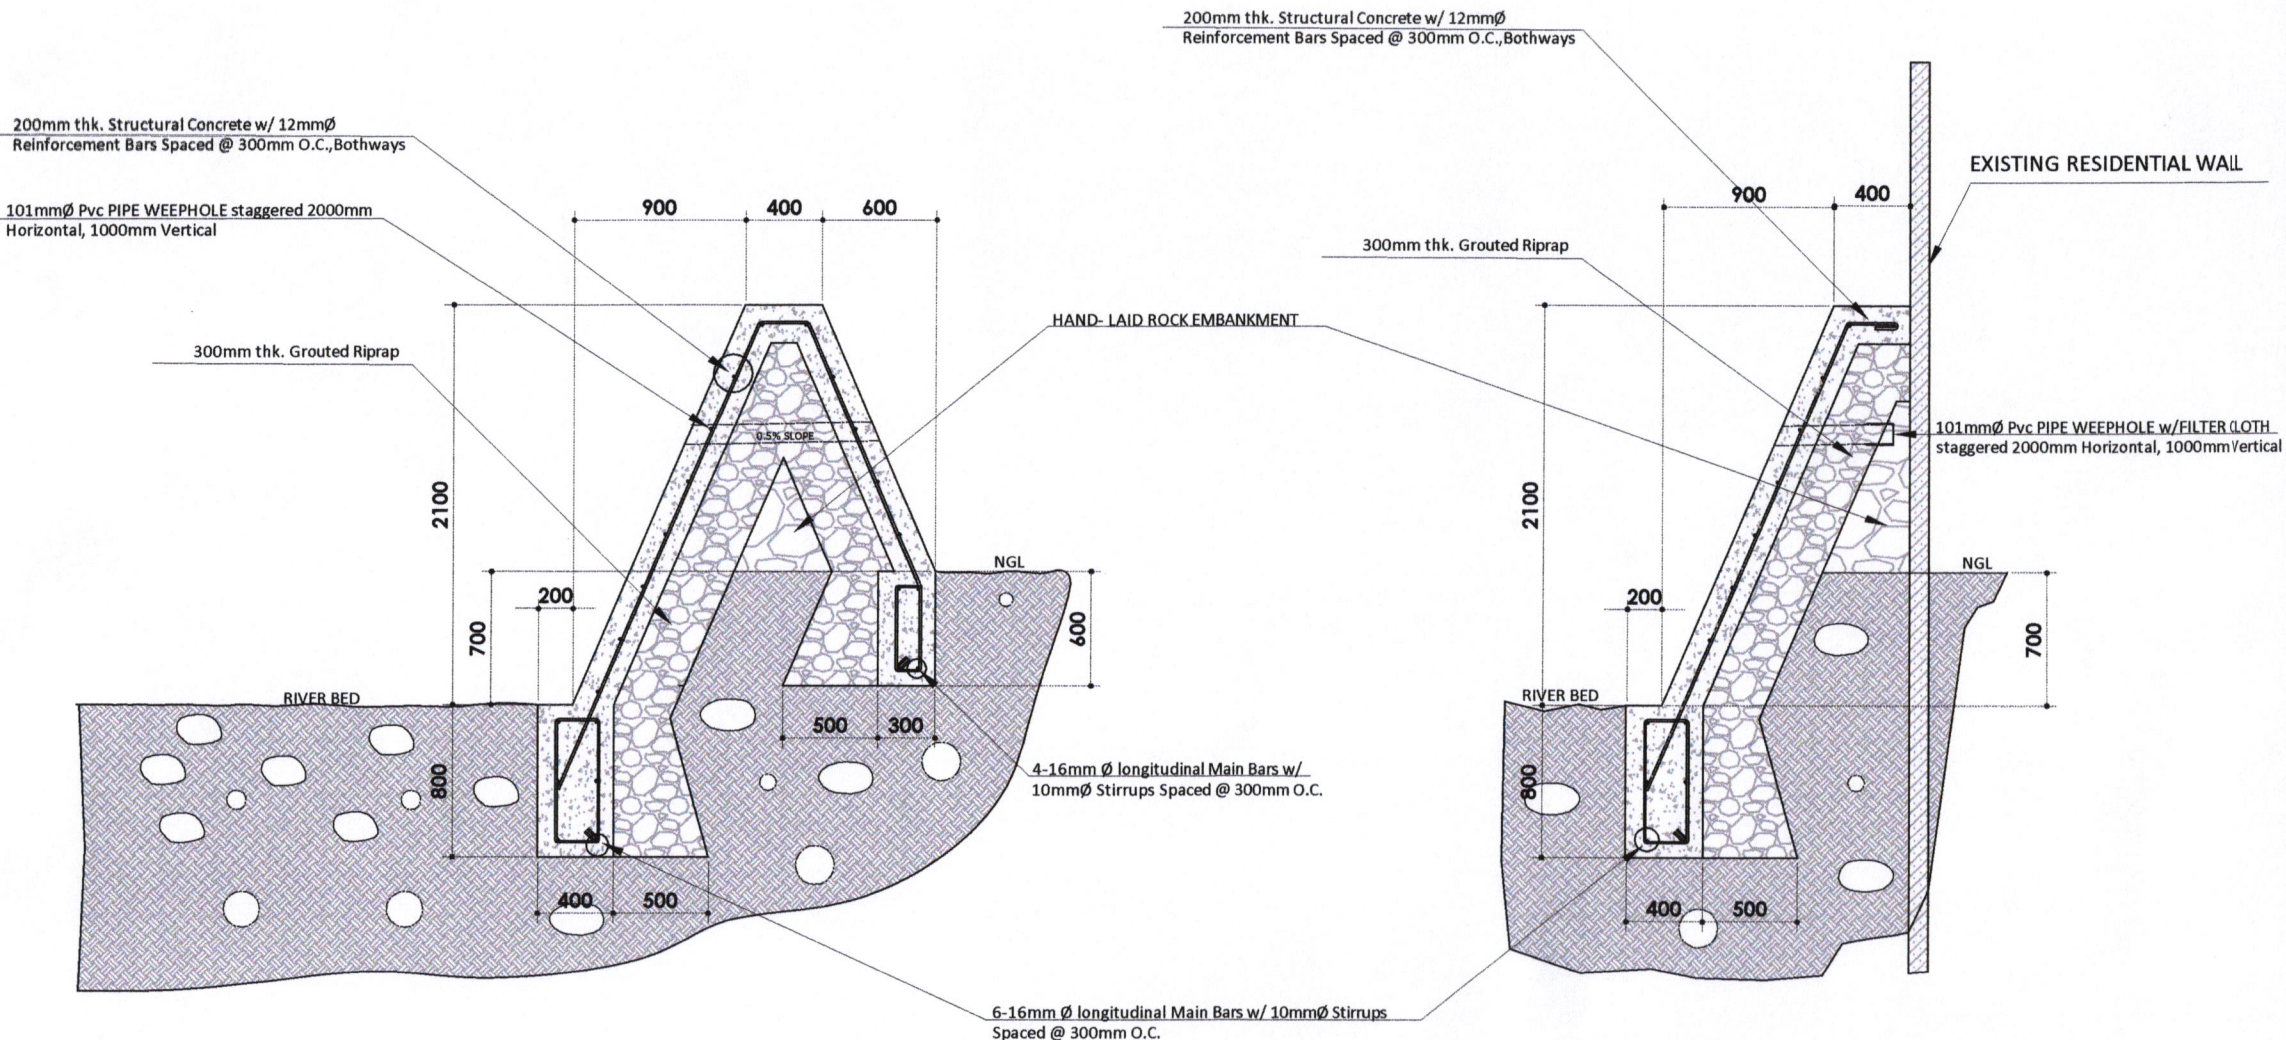 200mm thk. Structural Concrete w/ 12mmØ
Reinforcement Bars Spaced @ 300mm O.C.,Bothways
200mm thk. Structural Concrete w/ 12mmØ
Reinforcement Bars Spaced @ 300mm O.C.,Bothways
101mmØ Pvc PIPE WEEPHOLE staggered 2000mm
Horizontal, 1000mm Vertical
300mm thk. Grouted Riprap
900
400
600
HAND- LAID ROCK EMBANKMENT
0.5% SLOPE
2100
700
200
800
RIVER BED
NGL
600
500
300
400
500
4-16mm Ø longitudinal Main Bars w/
10mmØ Stirrups Spaced @ 300mm O.C.
6-16mm Ø longitudinal Main Bars w/ 10mmØ Stirrups
Spaced @ 300mm O.C.
EXISTING RESIDENTIAL WALL
900
400
300mm thk. Grouted Riprap
101mmØ Pvc PIPE WEEPHOLE w/FILTER CLOTH
staggered 2000mm Horizontal, 1000mm Vertical
2100
NGL
200
700
RIVER BED
800
400
500